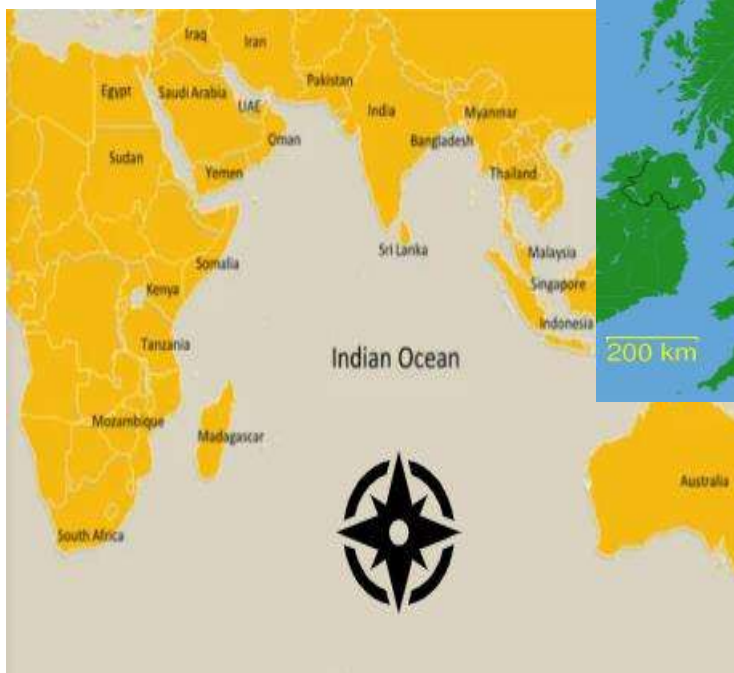 Iraq
Iran
Pakistan
Egypt
Saudi Arabia
UAE
India
Myanmar
Oman
Bangladesh
Sudan
Yemen
Thailand
Sri Lanka
Malaysia
Somalia
Singapore
Kenya
Indonesia
Tanzania
200 km
Indian Ocean
Mozambique
Madagascar
Australia
South Africa